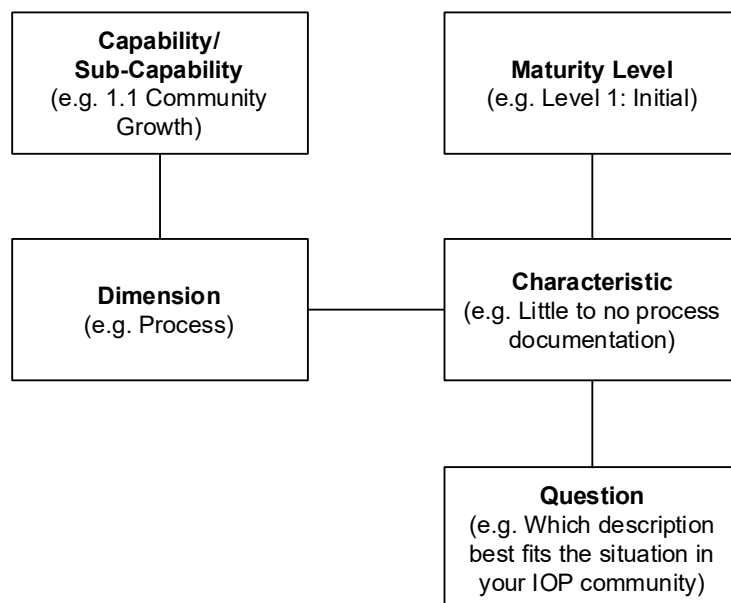 Capability/
Sub-Capability
(e.g. 1.1 Community
Growth)
Maturity Level
(e.g. Level 1: Initial)
Dimension
(e.g. Process)
Characteristic
(e.g. Little to no process
documentation)
Question
(e.g. Which description
best fits the situation in
your IOP community)